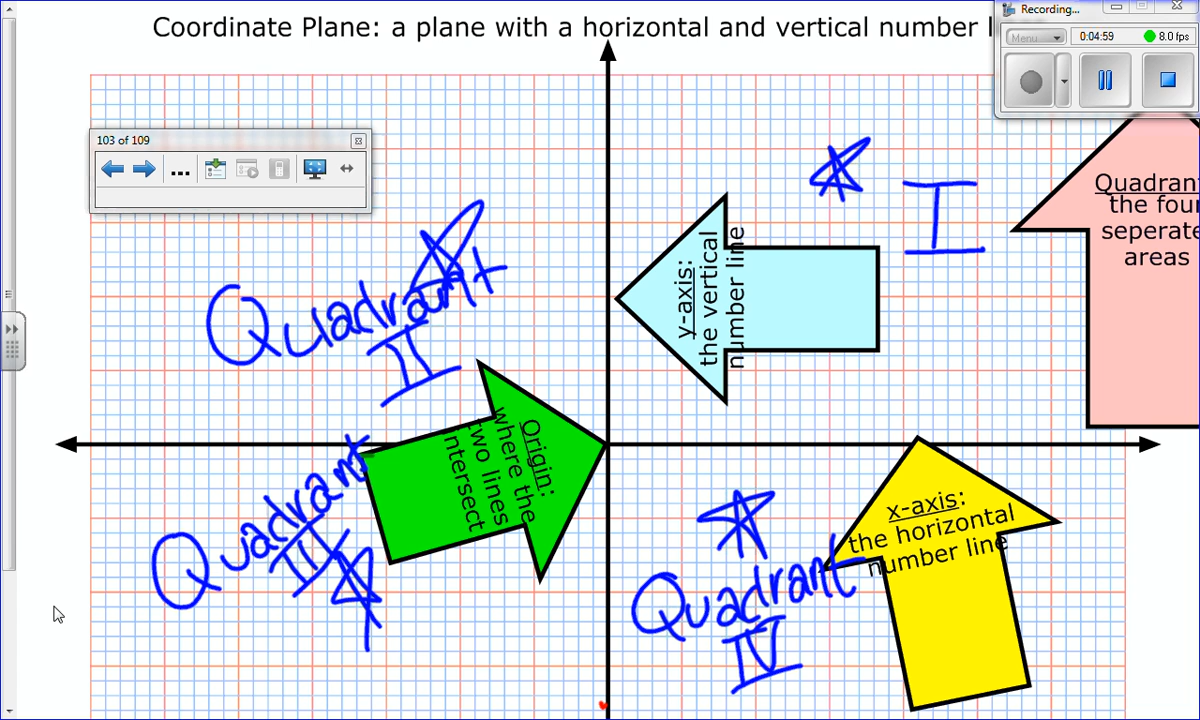 Coordinate Plane: a plane with a horizontal and vertical number l
Recording...
Menu
0:04:59
8.0 fps
103 of 109
...
I
Quadrant
II
y-axis:
the vertical
number line
Quadran
the fou
seperate
areas
Origin:
where the
two lines
intersect
Quadrant
III
x-axis:
the horizontal
number line
Quadrant
IV